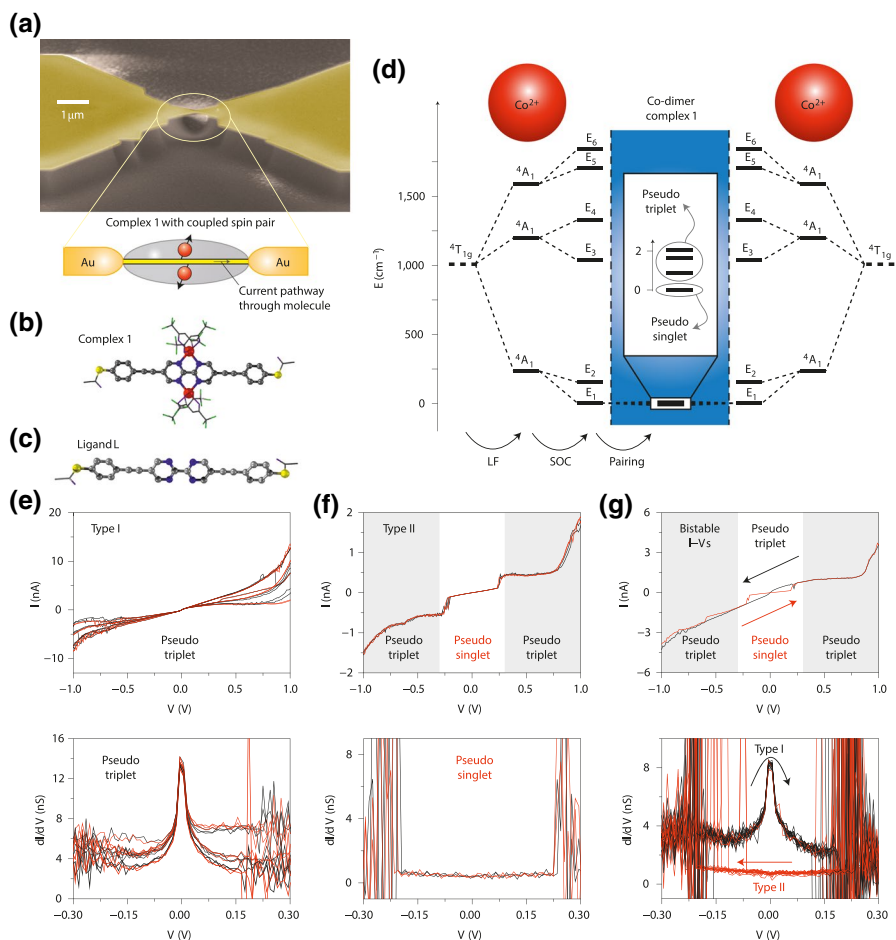 (a)
1 μm
Complex 1 with coupled spin pair
Au
Au
Current pathway
through molecule
(b)
Complex 1
(c)
Ligand L
(d)
Co2+
Co-dimer
complex 1
Co2+
E (cm−1)
1,500
1,000
500
0
4T1g
4A1
4A1
4A1
E6
E5
E4
E3
E2
E1
Pseudo
triplet
2
0
Pseudo
singlet
E6
E5
E4
E3
E2
E1
4A1
4A1
4A1
4T1g
LF
SOC
Pairing
(e)
Type I
I (nA)
20
10
0
−10
Pseudo
triplet
−1.0
−0.5
0.0
0.5
1.0
V (V)
Pseudo
triplet
dI/d V (nS)
16
12
8
4
0
−0.30
−0.15
0.00
0.15
0.30
V (V)
(f)
Type II
I (nA)
2
1
0
−1
2
Pseudo
triplet
Pseudo
singlet
Pseudo
triplet
−1.0
−0.5
0.0
0.5
1.0
V (V)
Pseudo
singlet
dI/d V (nS)
8
4
0
−0.30
−0.15
0.00
0.15
0.30
V (V)
(g)
Bistable
I–Vs
Pseudo
triplet
I (nA)
6
3
0
−3
−6
Pseudo
triplet
Pseudo
singlet
Pseudo
triplet
−1.0
−0.5
0.0
0.5
1.0
V (V)
Type I
Type II
dI/d V (nS)
8
4
0
−0.30
−0.15
0.00
0.15
0.30
V (V)